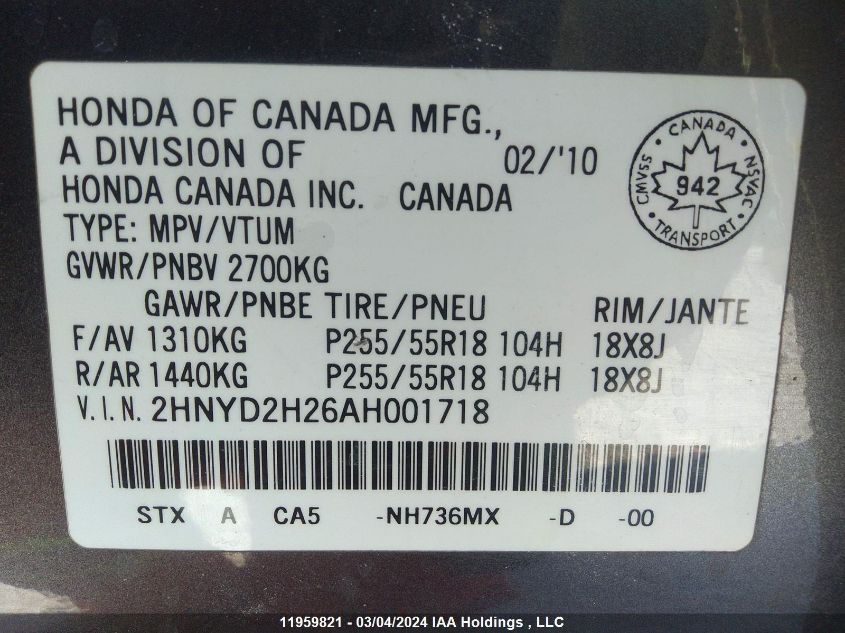 HONDA OF CANADA MFG.,
A DIVISION OF 02/'10
HONDA CANADA INC. CANADA
TYPE: MPV/VTUM
GVWR/PNBV 2700KG
GAWR/PNBE TIRE/PNEU RIM/JANTE
F/AV 1310KG P255/55R18 104H 18X8J
R/AR 1440KG P255/55R18 104H 18X8J
V.I.N. 2HNYD2H26AH001718
STX A CA5 -NH736MX -D -00
CMVSS • CANADA • NSVAC • TRANSPORT •
942
11959821 - 03/04/2024 IAA Holdings , LLC